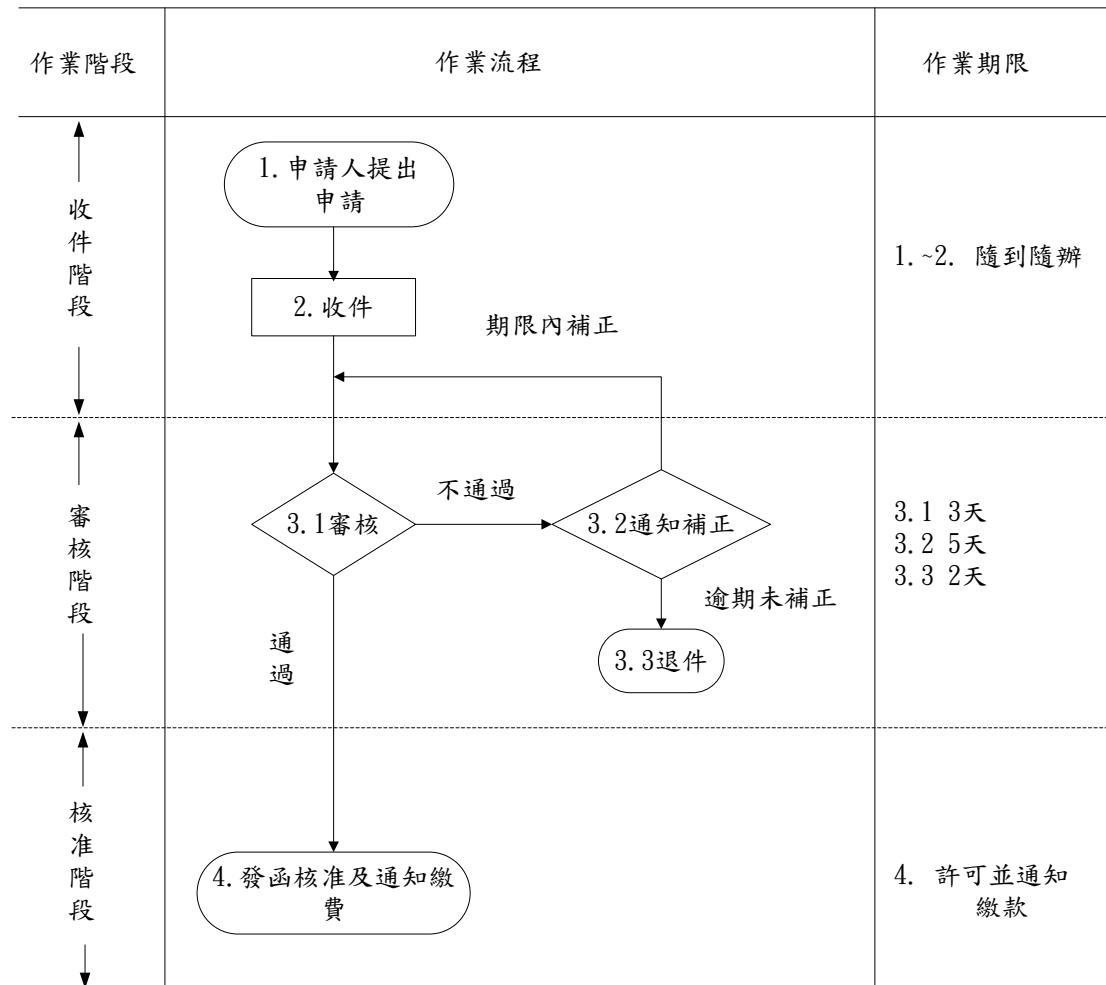 作業階段
作業流程
作業期限
收件階段
1.申請人提出
申請
2.收件
期限內補正
1.~2. 隨到隨辦
審核階段
3.1審核
不通過
3.2通知補正
逾期未補正
3.3退件
通過
3.1 3天
3.2 5天
3.3 2天
核准階段
4.發函核准及通知繳
費
4. 許可並通知
繳款